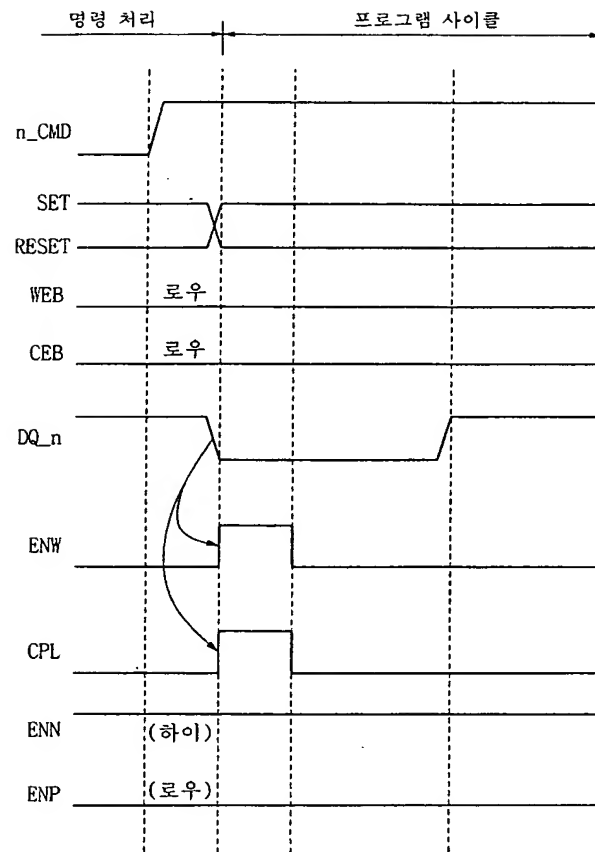 명령 처리 프로그램 사이클
n_CMD
SET
RESET
WEB 로우
CEB 로우
DQ_n
ENW
CPL
ENN (하이)
ENP (로우)